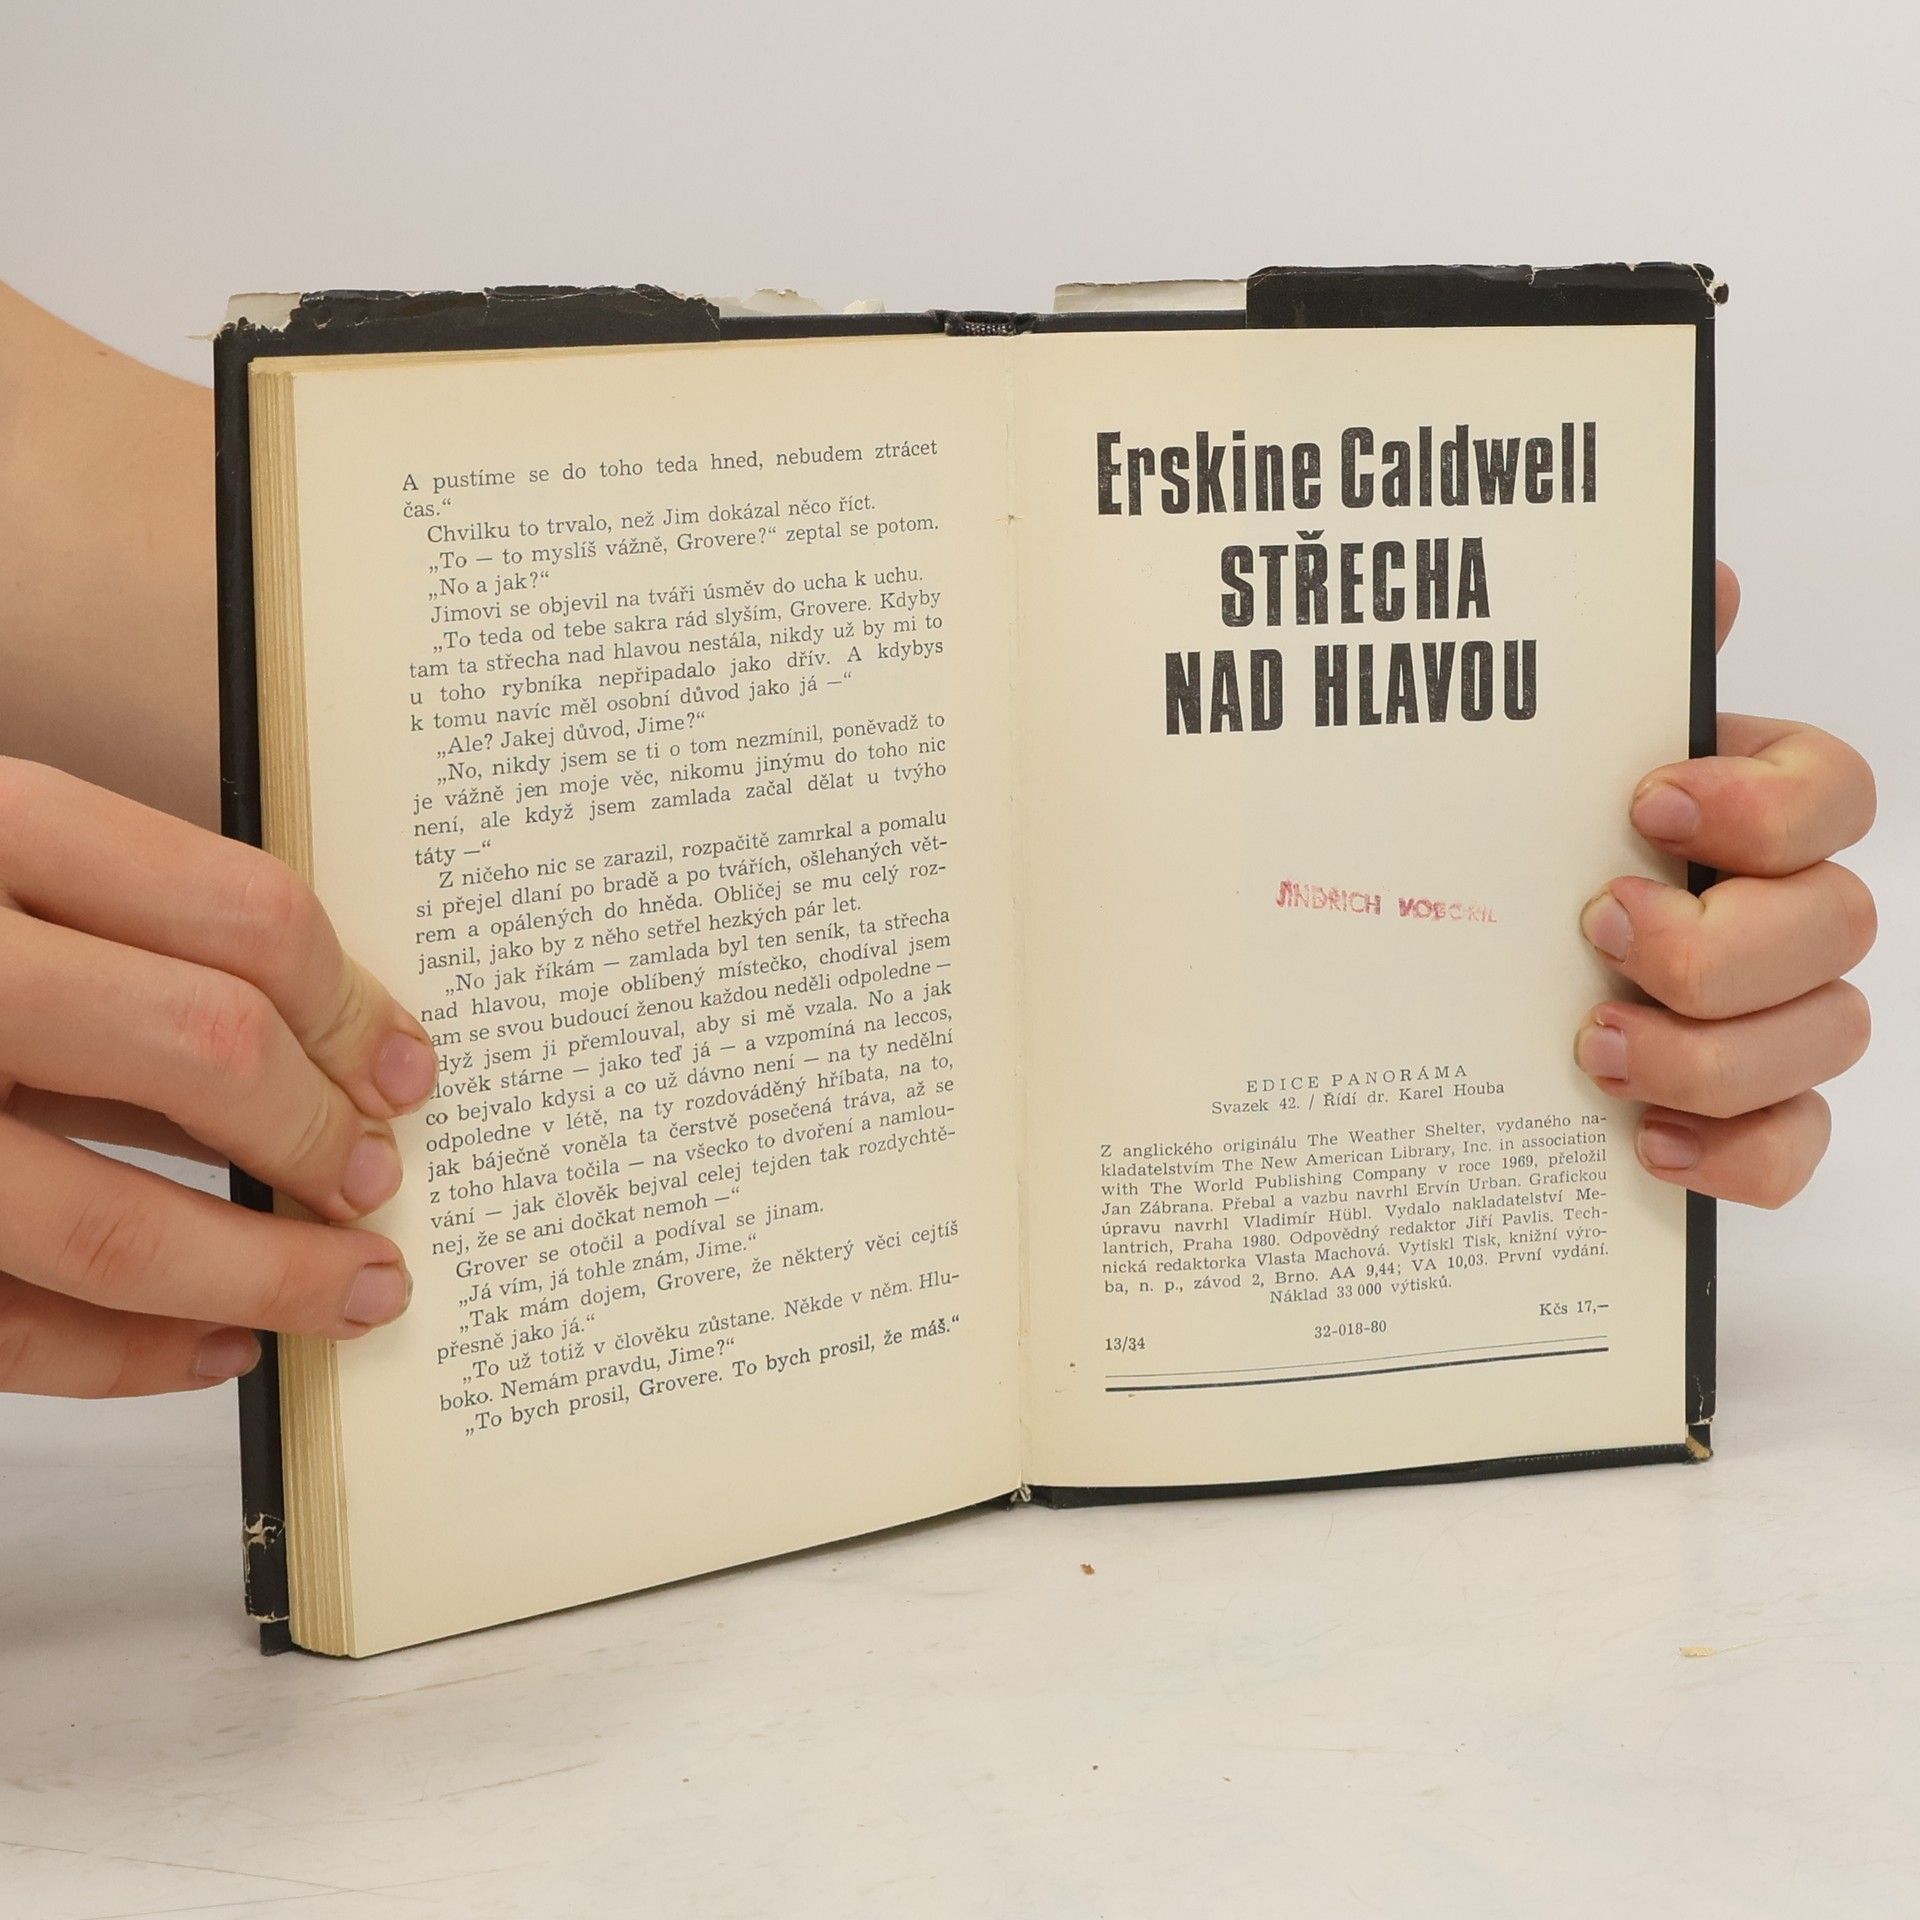 A pustíme se do toho teda hned, nebudem ztrácet
čas.“
Chvilku to trvalo, než Jim dokázal něco říct.
„To — to myslíš vážně, Grovere?“ zeptal se potom.
„No a jak?“
Jimovi se objevil na tváři úsměv do ucha k uchu.
„To teda od tebe sakra rád slyším, Grovere. Kdyby
tam ta střecha nad hlavou nestála, nikdy už by mi to
u toho rybníka nepřipadalo jako dřív. A kdybys
k tomu navíc měl osobní důvod jako já —“
„Ale? Jakej důvod, Jime?“
„No, nikdy jsem se ti o tom nezmínil, poněvadž to
je vážně jen moje věc, nikomu jinýmu do toho nic
není, ale když jsem zamlada začal dělat u tvýho
táty —“
Z ničeho nic se zarazil, rozpačitě zamrkal a pomalu
si přejel dlaní po bradě a po tvářích, ošlehaných vět-
rem a opálených do hněda. Obličej se mu celý roz-
jasnil, jako by z něho setřel hezkých pár let.
„No jak říkám — zamlada byl ten seník, ta střecha
nad hlavou, moje oblíbený místečko, chodíval jsem
am se svou budoucí ženou každou neděli odpoledne —
dyž jsem ji přemlouval, aby si mě vzala. No a jak
lověk stárne — jako teď já — a vzpomíná na leccos,
co bejvalo kdysi a co už dávno není — na ty nedělní
odpoledne v létě, na ty rozdováděný hříbata, na to,
jak báječně voněla ta čerstvě posečená tráva, až se
z toho hlava točila — na všecko to dvoření a namlou-
vání — jak člověk bejval celej tejden tak rozdychtě-
nej, že se ani dočkat nemoh —“
Grover se otočil a podíval se jinam.
„Já vím, já tohle znám, Jime.“
„Tak mám dojem, Grovere, že některý věci cejtíš
přesně jako já.“
„To už totiž v člověku zůstane. Někde v něm. Hlu-
boko. Nemám pravdu, Jime?“
„To bych prosil, Grovere. To bych prosil, že máš.“
Erskine Caldwell
STŘECHA
NAD HLAVOU
JINDRICH
EDICE PANORÁMA
Svazek 42. / Řídí dr. Karel Houba
Z anglického originálu The Weather Shelter, vydaného na-
kladatelstvím The New American Library, Inc. in association
with The World Publishing Company v roce 1969, přeložil
Jan Zábrana. Přebal a vazbu navrhl Ervín Urban. Grafickou
úpravu navrhl Vladimír Hübl. Vydalo nakladatelství Me-
lantrich, Praha 1980. Odpovědný redaktor Jiří Pavlis. Tech-
nická redaktorka Vlasta Machová. Vytiskl Tisk, knižní výro-
ba, n. p., závod 2, Brno. AA 9,44; VA 10,03. První vydání.
Náklad 33 000 výtisků.
Kčs 17,—
32-018-80
13/34